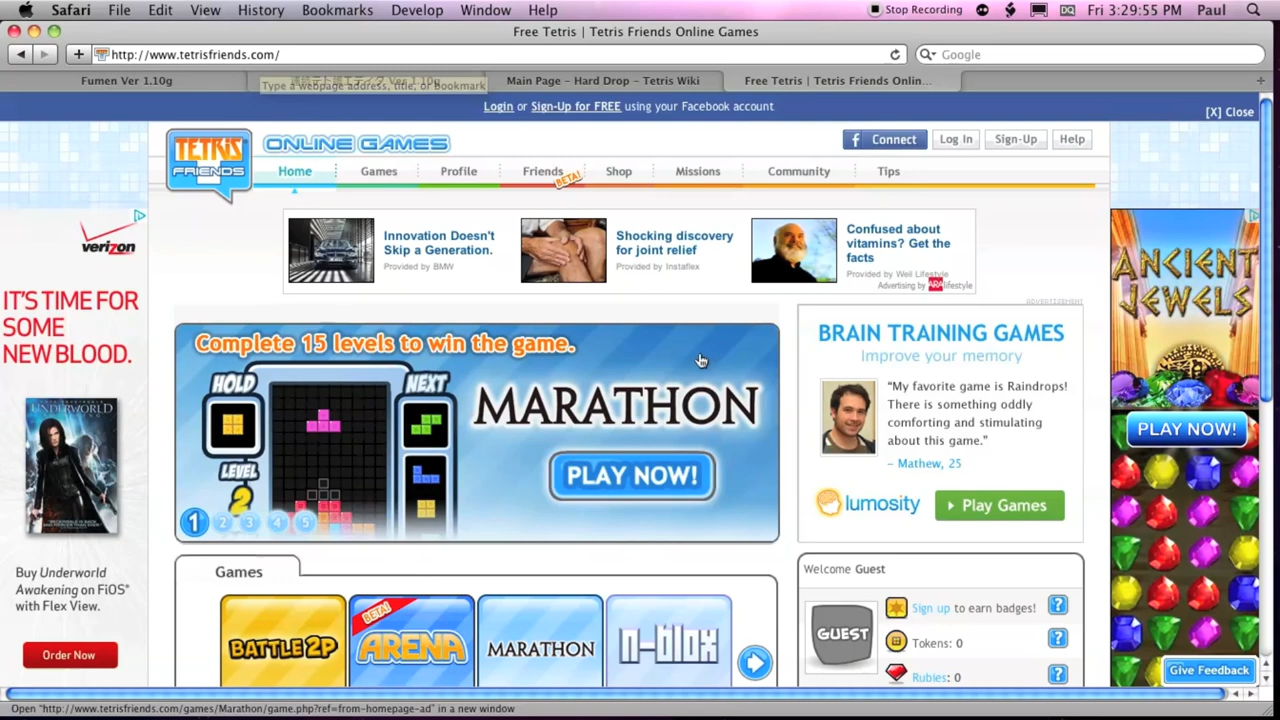 Safari File Edit View History Bookmarks Develop Window Help Stop Recording Fri 3:29:55 PM Paul
Free Tetris | Tetris Friends Online Games
http://www.tetrisfriends.com/ Google
Fumen Ver 1.10g Main Page – Hard Drop – Tetris Wiki Free Tetris | Tetris Friends Onlin...
Type a webpage address, title, or bookmark
Login or Sign-Up for FREE using your Facebook account
[X] Close
TETRIS FRIENDS ONLINE GAMES
f Connect Log In Sign-Up Help
Home Games Profile Friends BETA! Shop Missions Community Tips
verizon
IT'S TIME FOR
SOME
NEW BLOOD.
UNDERWORLD
Buy Underworld
Awakening on FiOS®
with Flex View.
Order Now
Innovation Doesn't
Skip a Generation.
Provided by BMW
Shocking discovery
for joint relief
Provided by Instaflex
Confused about
vitamins? Get the
facts
Provided by Weil Lifestyle
Advertising by ARAlifestyle
ADVERTISEMENT
Complete 15 levels to win the game.
HOLD
NEXT
LEVEL
2
MARATHON
PLAY NOW!
1 2 3 4 5
BRAIN TRAINING GAMES
Improve your memory
"My favorite game is Raindrops!
There is something oddly
comforting and stimulating
about this game."
– Mathew, 25
lumosity
Play Games
ANCIENT
JEWELS
PLAY NOW!
Games
BATTLE 2P
BETA!
ARENA
MARATHON
n-blox
Welcome Guest
GUEST
Sign up to earn badges! ?
Tokens: 0 ?
Rubies: 0 ?
Give Feedback
Open "http://www.tetrisfriends.com/games/Marathon/game.php?ref=from-homepage-ad" in a new window